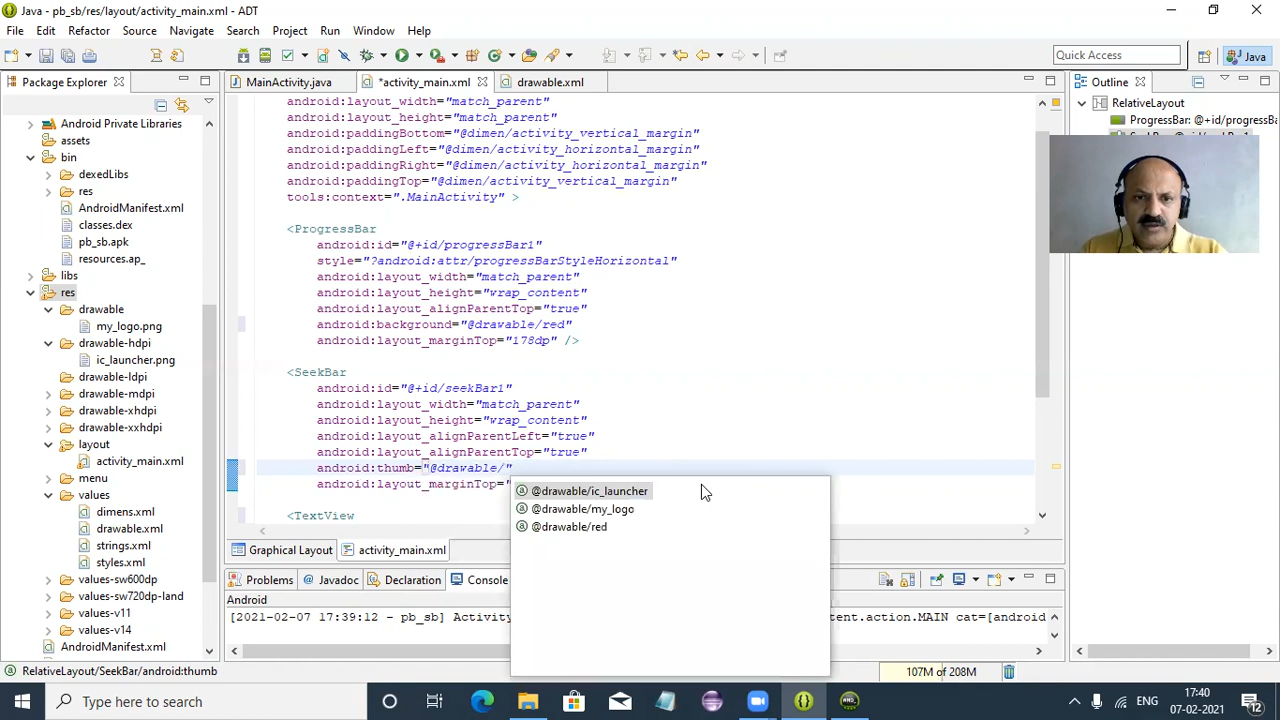 Java - pb_sb/res/layout/activity_main.xml - ADT
File Edit Refactor Source Navigate Search Project Run Window Help
Quick Access
Java
Package Explorer
MainActivity.java
*activity_main.xml
drawable.xml
Outline
Android Private Libraries
assets
bin
dexedLibs
res
AndroidManifest.xml
classes.dex
pb_sb.apk
resources.ap_
libs
res
drawable
my_logo.png
drawable-hdpi
ic_launcher.png
drawable-ldpi
drawable-mdpi
drawable-xhdpi
drawable-xxhdpi
layout
activity_main.xml
menu
values
dimens.xml
drawable.xml
strings.xml
styles.xml
values-sw600dp
values-sw720dp-land
values-v11
values-v14
AndroidManifest.xml
android:layout_width="match_parent"
android:layout_height="match_parent"
android:paddingBottom="@dimen/activity_vertical_margin"
android:paddingLeft="@dimen/activity_horizontal_margin"
android:paddingRight="@dimen/activity_horizontal_margin"
android:paddingTop="@dimen/activity_vertical_margin"
tools:context=".MainActivity" >
<ProgressBar
android:id="@+id/progressBar1"
style="?android:attr/progressBarStyleHorizontal"
android:layout_width="match_parent"
android:layout_height="wrap_content"
android:layout_alignParentTop="true"
android:background="@drawable/red"
android:layout_marginTop="178dp" />
<SeekBar
android:id="@+id/seekBar1"
android:layout_width="match_parent"
android:layout_height="wrap_content"
android:layout_alignParentLeft="true"
android:layout_alignParentTop="true"
android:thumb="@drawable/"
android:layout_marginTop="
<TextView
@drawable/ic_launcher
@drawable/my_logo
@drawable/red
RelativeLayout
ProgressBar: @+id/progressBa
Graphical Layout
activity_main.xml
Problems
Javadoc
Declaration
Console
Android
[2021-02-07 17:39:12 - pb_sb] Activit
tent.action.MAIN cat=[android
RelativeLayout/SeekBar/android:thumb
107M of 208M
Type here to search
ENG
17:40
07-02-2021
12